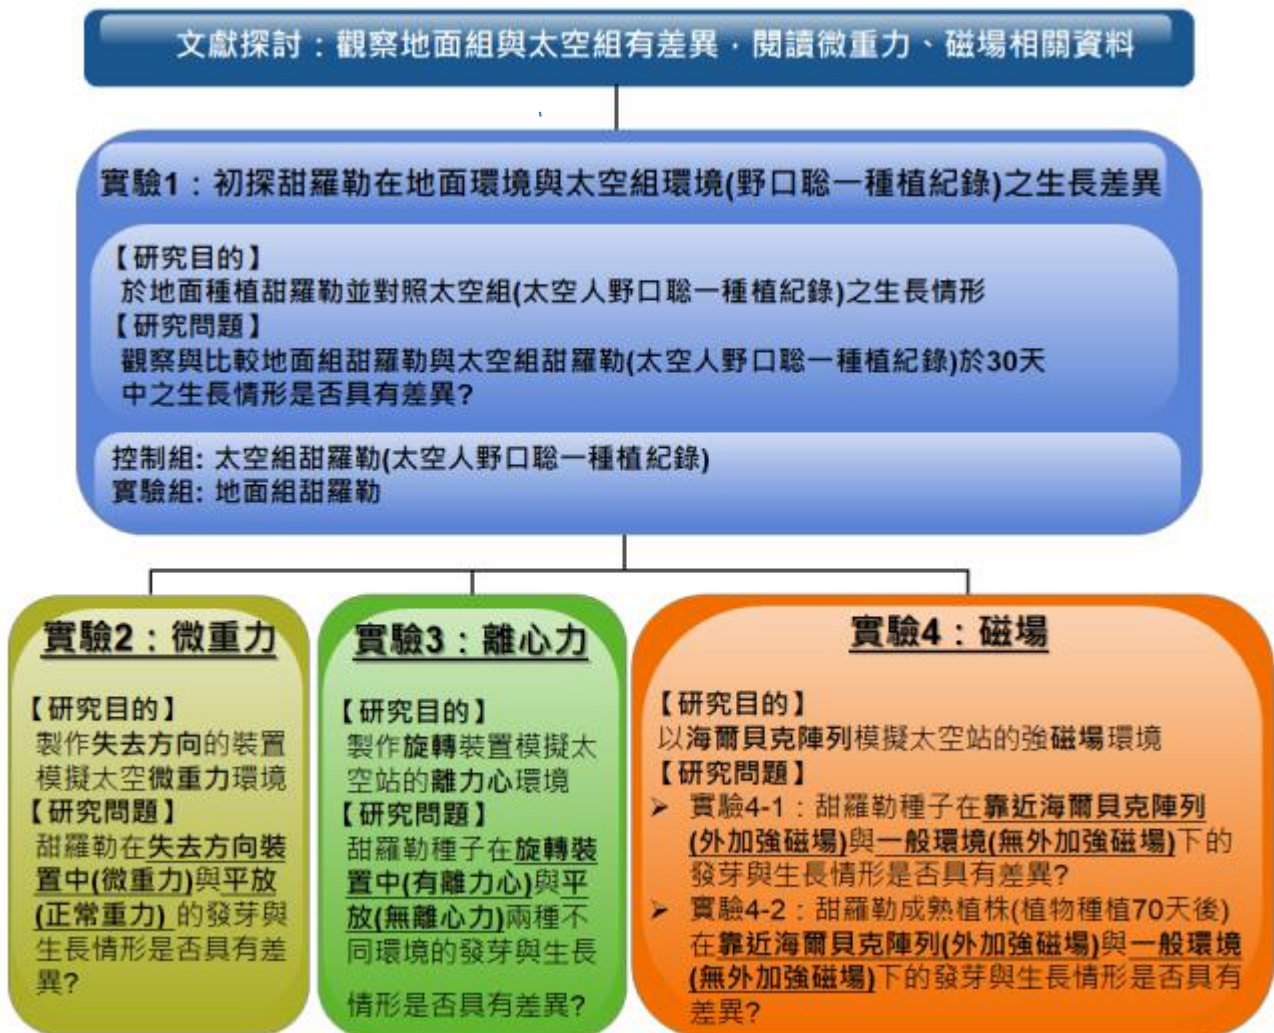 文獻探討：觀察地面組與太空組有差異，閱讀微重力、磁場相關資料
實驗1：初探甜羅勒在地面環境與太空組環境(野口聡一種植紀錄)之生長差異
【研究目的】
於地面種植甜羅勒並對照太空組(太空人野口聡一種植紀錄)之生長情形
【研究問題】
觀察與比較地面組甜羅勒與太空組甜羅勒(太空人野口聡一種植紀錄)於30天
中之生長情形是否具有差異?
控制組: 太空組甜羅勒(太空人野口聡一種植紀錄)
實驗組: 地面組甜羅勒
實驗2：微重力
【研究目的】
製作失去方向的裝置
模擬太空微重力環境
【研究問題】
甜羅勒在失去方向裝
置中(微重力)與平放
(正常重力) 的發芽與
生長情形是否具有差
異?
實驗3：離心力
【研究目的】
製作旋轉裝置模擬太
空站的離力心環境
【研究問題】
甜羅勒種子在旋轉裝
置中(有離力心)與平
放(無離心力)兩種不
同環境的發芽與生長
情形是否具有差異?
實驗4：磁場
【研究目的】
以海爾貝克陣列模擬太空站的強磁場環境
【研究問題】
➢ 實驗4-1：甜羅勒種子在靠近海爾貝克陣列
(外加強磁場)與一般環境(無外加強磁場)下的
發芽與生長情形是否具有差異?
➢ 實驗4-2：甜羅勒成熟植株(植物種植70天後)
在靠近海爾貝克陣列(外加強磁場)與一般環境
(無外加強磁場)下的發芽與生長情形是否具有
差異?